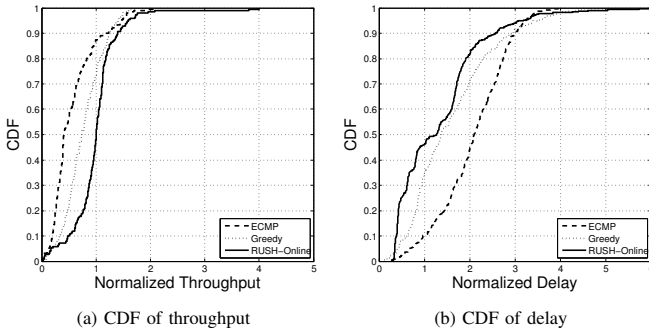 1
0.9
0.8
0.7
0.6
0.5
0.4
0.3
0.2
0.1
0
CDF
0 1 2 3 4 5
Normalized Throughput
ECMP
Greedy
RUSH-Online
(a) CDF of throughput
1
0.9
0.8
0.7
0.6
0.5
0.4
0.3
0.2
0.1
0
CDF
0 1 2 3 4 5 6
Normalized Delay
ECMP
Greedy
RUSH-Online
(b) CDF of delay